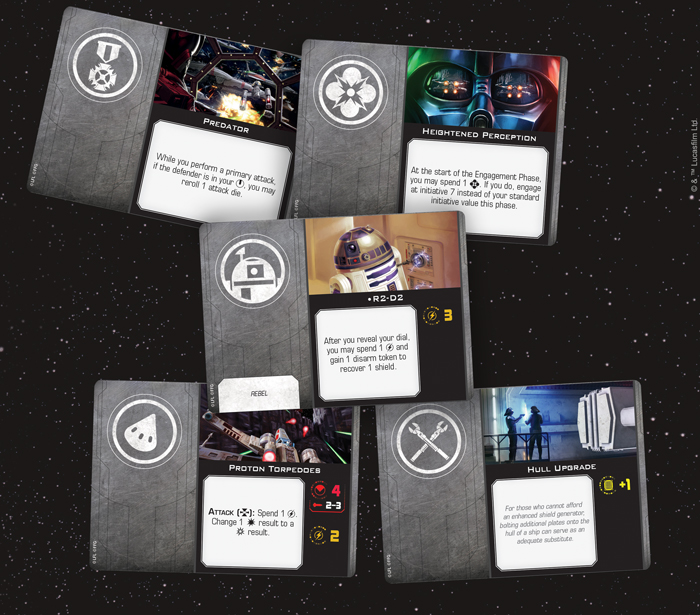 PREDATOR
While you perform a primary attack,
if the defender is in your , you may
reroll 1 attack die.
HEIGHTENED PERCEPTION
At the start of the Engagement Phase,
you may spend 1 . If you do, engage
at initiative 7 instead of your standard
initiative value this phase.
© & ™ Lucasfilm Ltd.
•R2-D2
3
After you reveal your dial,
you may spend 1 and
gain 1 disarm token to
recover 1 shield.
REBEL
PROTON TORPEDOES
ATTACK [ ]: Spend 1 .
Change 1 result to a
result.
4
2-3
2
HULL UPGRADE
+1
For those who cannot afford
an enhanced shield generator,
bolting additional plates onto the
hull of a ship can serve as an
adequate substitute.